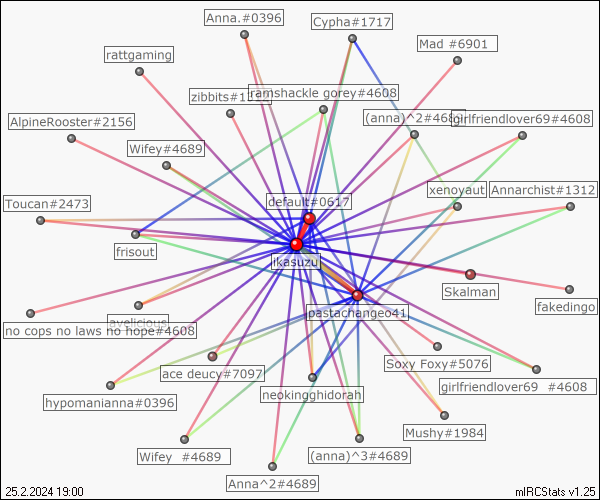 Anna.#0396
Cypha#1717
Mad #6901
rattgaming
zibbits#1
ramshackle gorey#4608
AlpineRooster#2156
(anna)^2#468
girlfriendlover69#4608
Wifey#4689
xenoyaut
Annarchist#1312
Toucan#2473
default#0617
frisout
ikasuzu
Skalman
fakedingo
pastachangeo41
no cops no laws no hope#4608
avelicious
Soxy Foxy#5076
ace deucy#7097
girlfriendlover69 #4608
neokingghidorah
hypomanianna#0396
Mushy#1984
Wifey #4689
(anna)^3#4689
Anna^2#4689
25.2.2024 19:00
mIRCStats v1.25